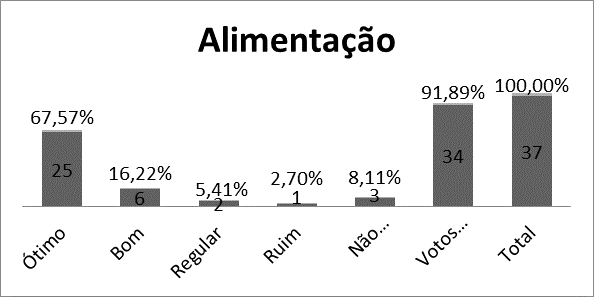 Alimentação
67,57%
16,22%
5,41%
2,70%
8,11%
91,89%
100,00%
25
6
2
1
3
34
37
Ótimo
Bom
Regular
Ruim
Não...
Votos...
Total